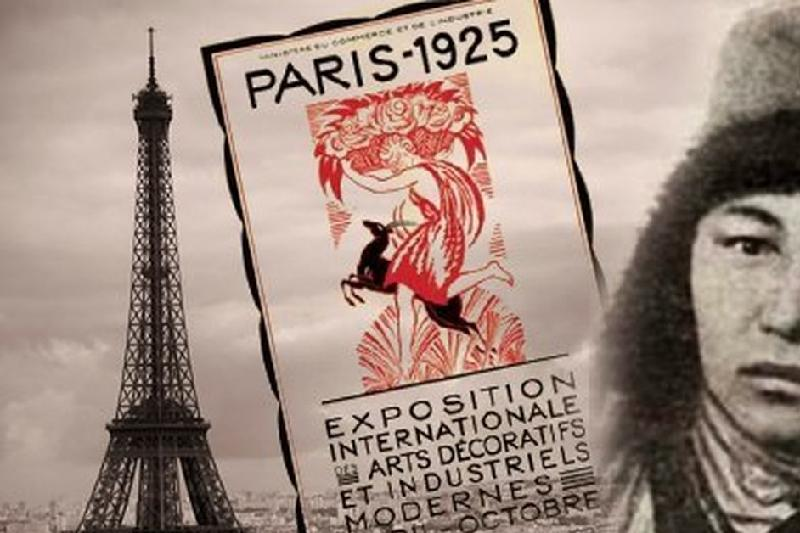 MINISTÈRE DU COMMERCE ET DE L'INDUSTRIE
PARIS-1925
EXPOSITION
INTERNATIONALE
DES ARTS DÉCORATIFS
ET INDUSTRIELS
MODERNES
OCTOBRE